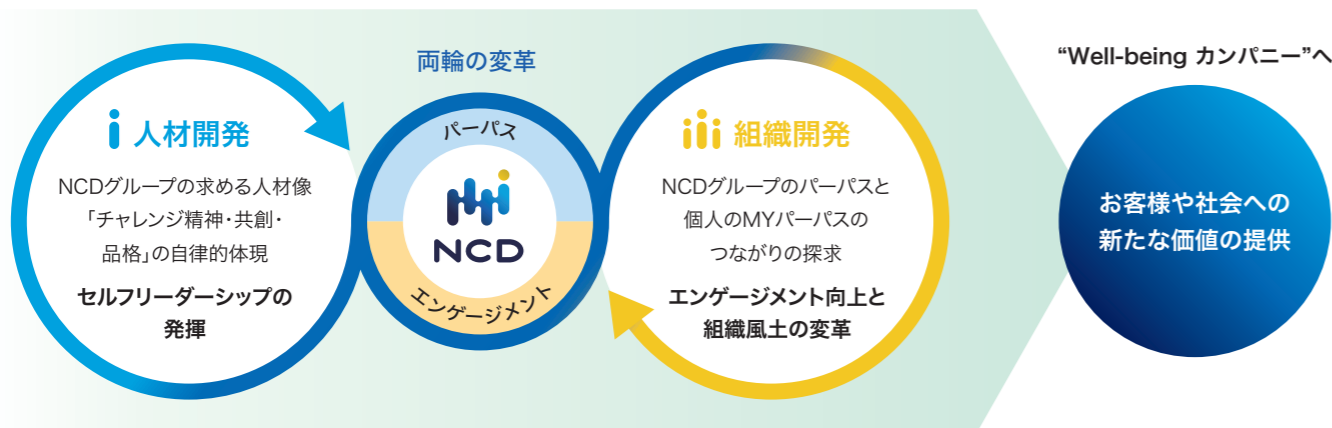 両輪の変革
人材開発
NCDグループの求める人材像
「チャレンジ精神・共創・
品格」の自律的体現
セルフリーダーシップの
発揮
パーパス
NCD
エンゲージメント
組織開発
NCDグループのパーパスと
個人のMYパーパスの
つながりの探求
エンゲージメント向上と
組織風土の変革
“Well-being カンパニー”へ
お客様や社会への
新たな価値の提供